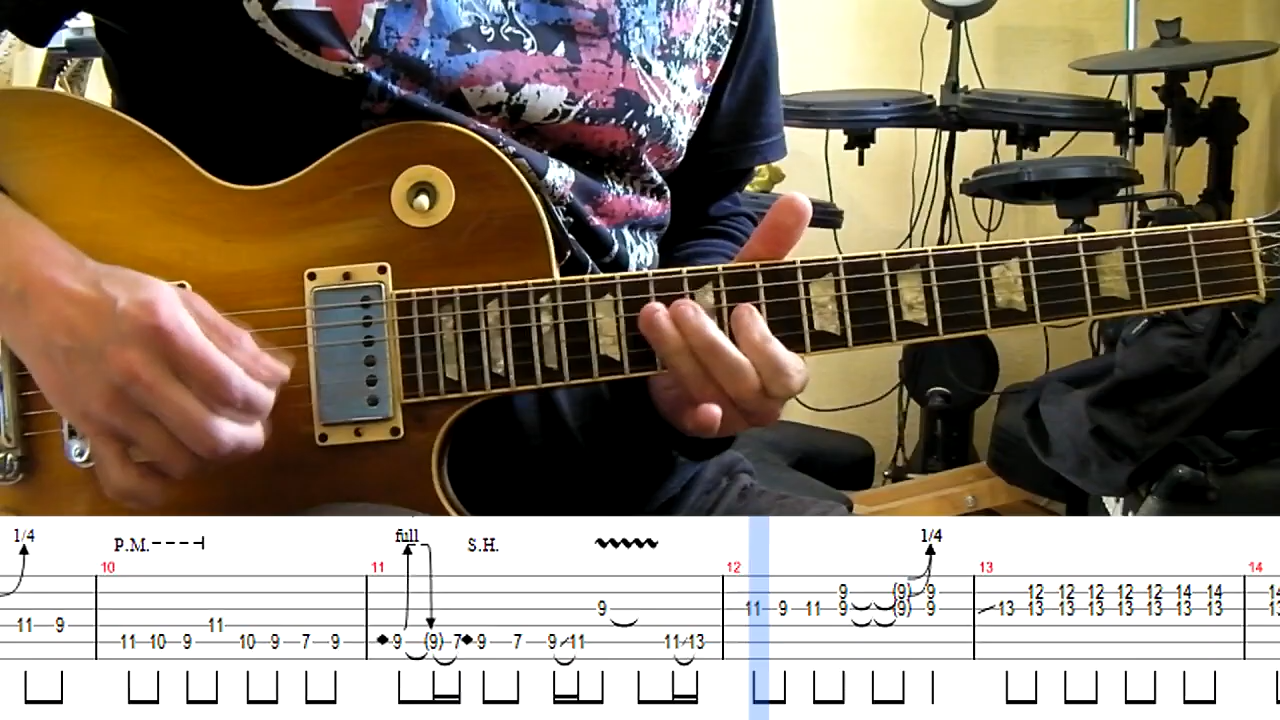 1/4 P.M. full S.H. 1/4
10 11 12 13 14
9 (9) 9 12 12 12 12 12 14 14 14
9 11 9 11 9 (9) 9 13 13 13 13 13 13 13 13
11 9 11
11 10 9 10 9 7 9 9 (9) 7 9 7 9 11 11 13